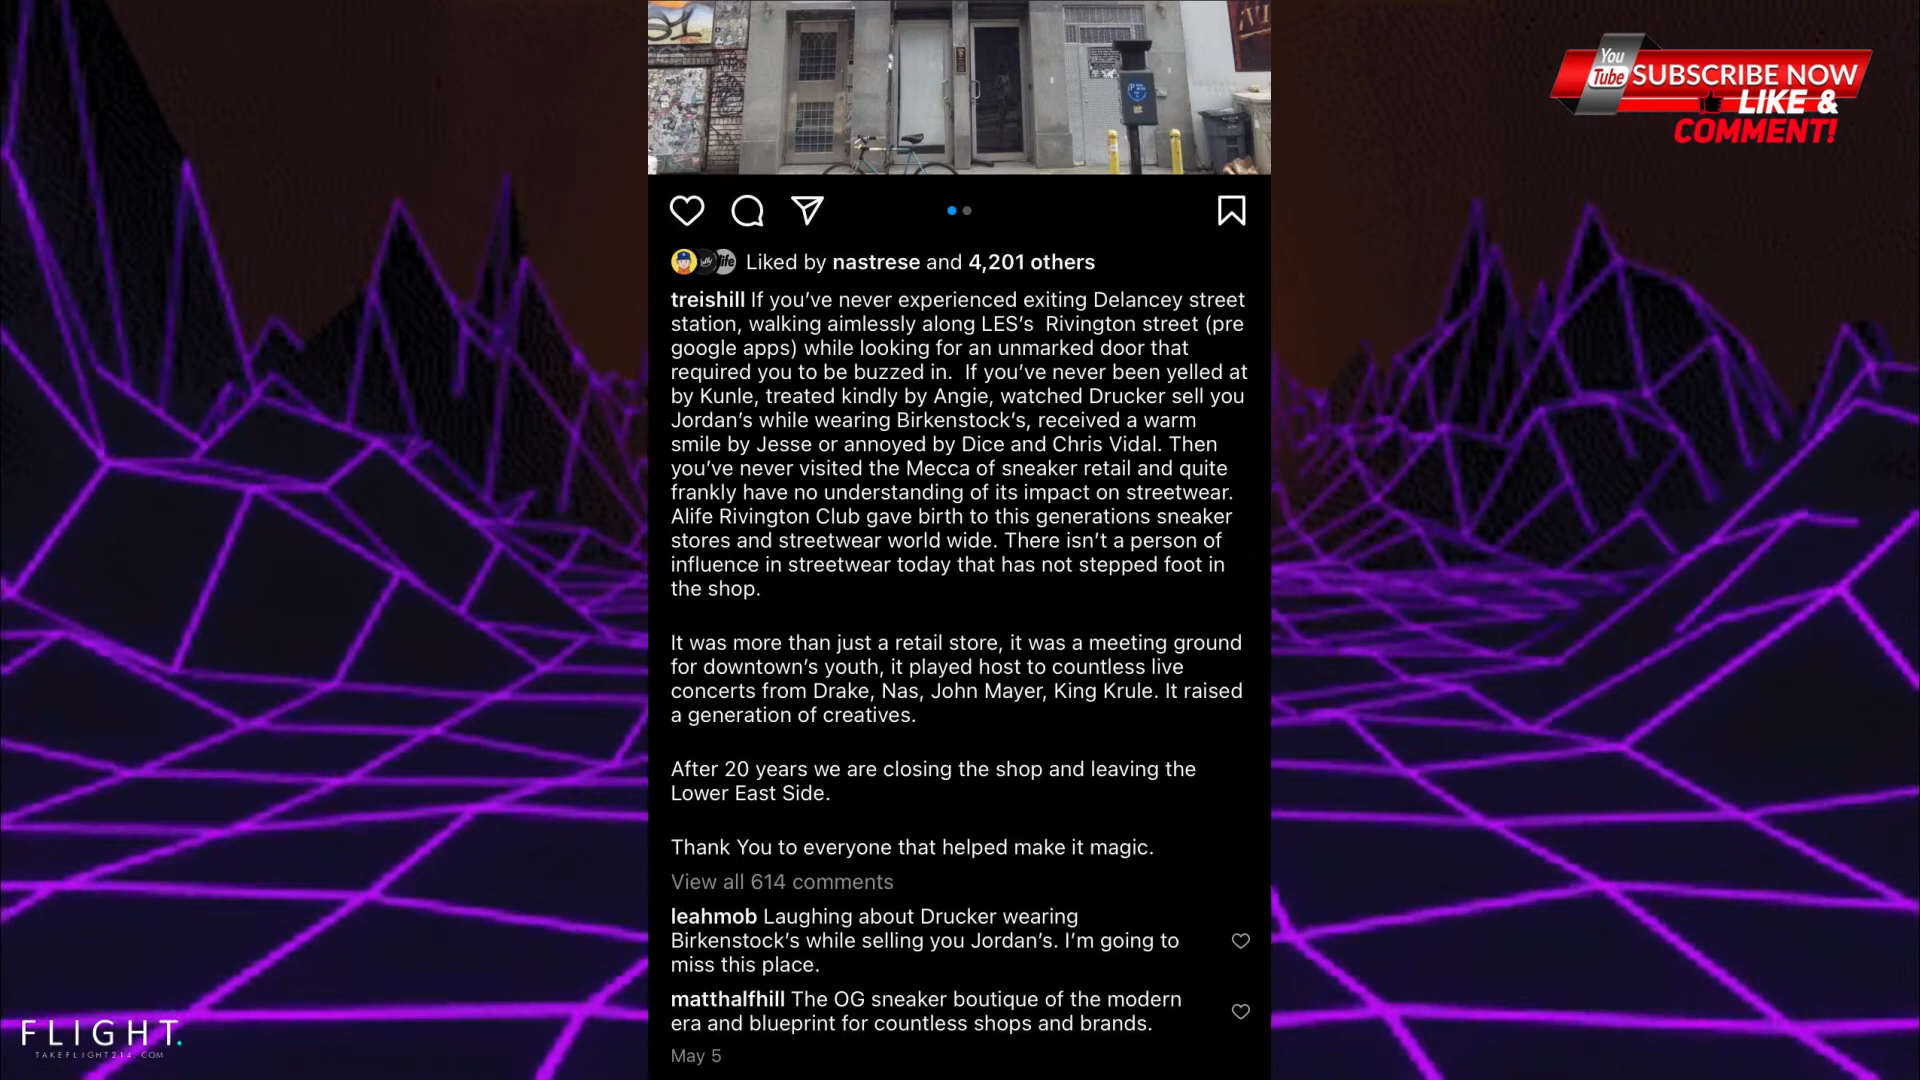 You
Tube
SUBSCRIBE NOW
LIKE &
COMMENT!
Liked by nastrese and 4,201 others
treishill If you’ve never experienced exiting Delancey street
station, walking aimlessly along LES’s  Rivington street (pre
google apps) while looking for an unmarked door that
required you to be buzzed in.  If you’ve never been yelled at
by Kunle, treated kindly by Angie, watched Drucker sell you
Jordan’s while wearing Birkenstock’s, received a warm
smile by Jesse or annoyed by Dice and Chris Vidal. Then
you’ve never visited the Mecca of sneaker retail and quite
frankly have no understanding of its impact on streetwear.
Alife Rivington Club gave birth to this generations sneaker
stores and streetwear world wide. There isn’t a person of
influence in streetwear today that has not stepped foot in
the shop.
It was more than just a retail store, it was a meeting ground
for downtown’s youth, it played host to countless live
concerts from Drake, Nas, John Mayer, King Krule. It raised
a generation of creatives.
After 20 years we are closing the shop and leaving the
Lower East Side.
Thank You to everyone that helped make it magic.
View all 614 comments
leahmob Laughing about Drucker wearing
Birkenstock’s while selling you Jordan’s. I’m going to
miss this place.
matthalfhill The OG sneaker boutique of the modern
era and blueprint for countless shops and brands.
May 5
FLIGHT.
TAKEFLIGHT214.COM